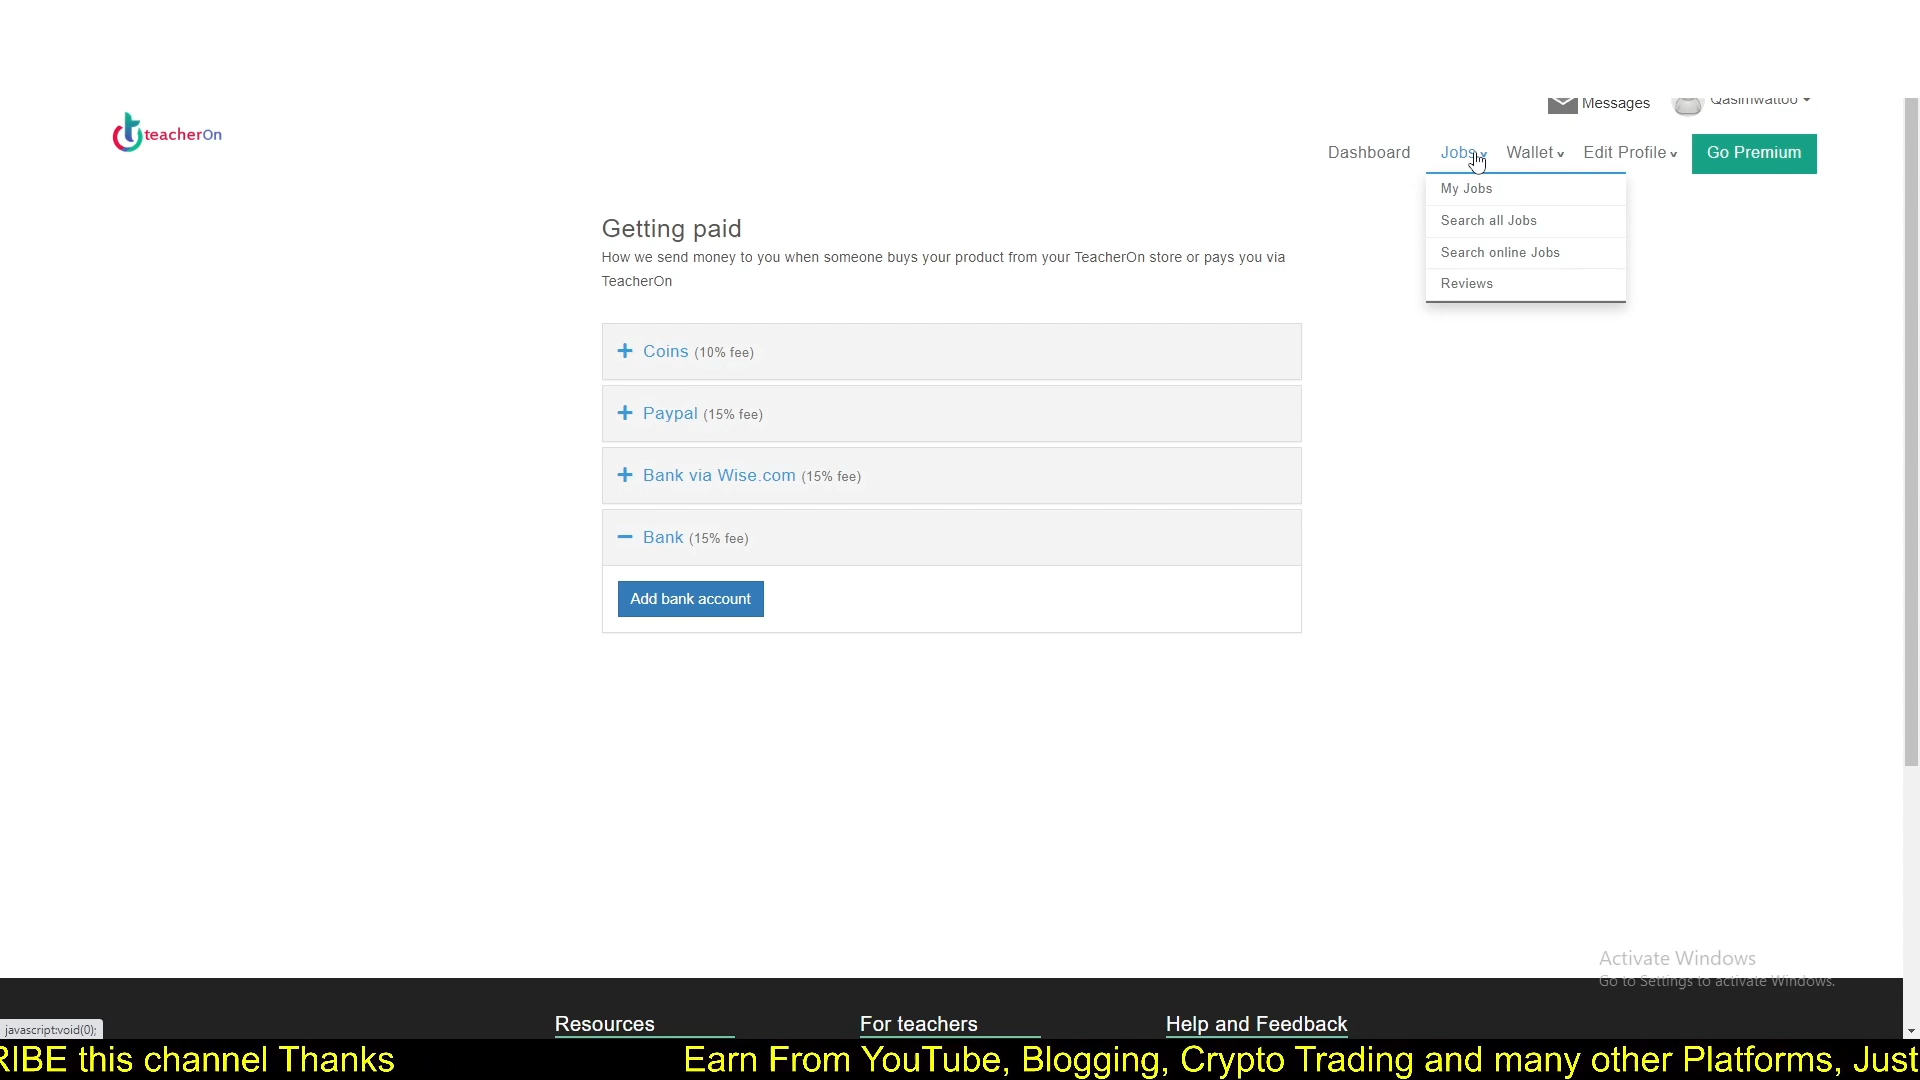 Messages
teacherOn
Dashboard Jobs Wallet Edit Profile Go Premium
My Jobs
Search all Jobs
Search online Jobs
Reviews
Getting paid
How we send money to you when someone buys your product from your TeacherOn store or pays you via
TeacherOn
Coins (10% fee)
Paypal (15% fee)
Bank via Wise.com (15% fee)
Bank (15% fee)
Add bank account
Activate Windows
Go to Settings to activate Windows.
Resources For teachers Help and Feedback
javascript:void(0);
RIBE this channel Thanks Earn From YouTube, Blogging, Crypto Trading and many other Platforms, Just